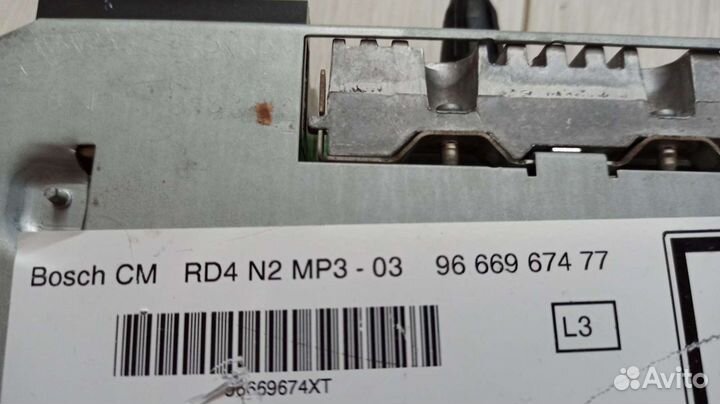 Bosch CM RD4 N2 MP3 - 03 96 669 674 77
L3
96669674XT
Avito